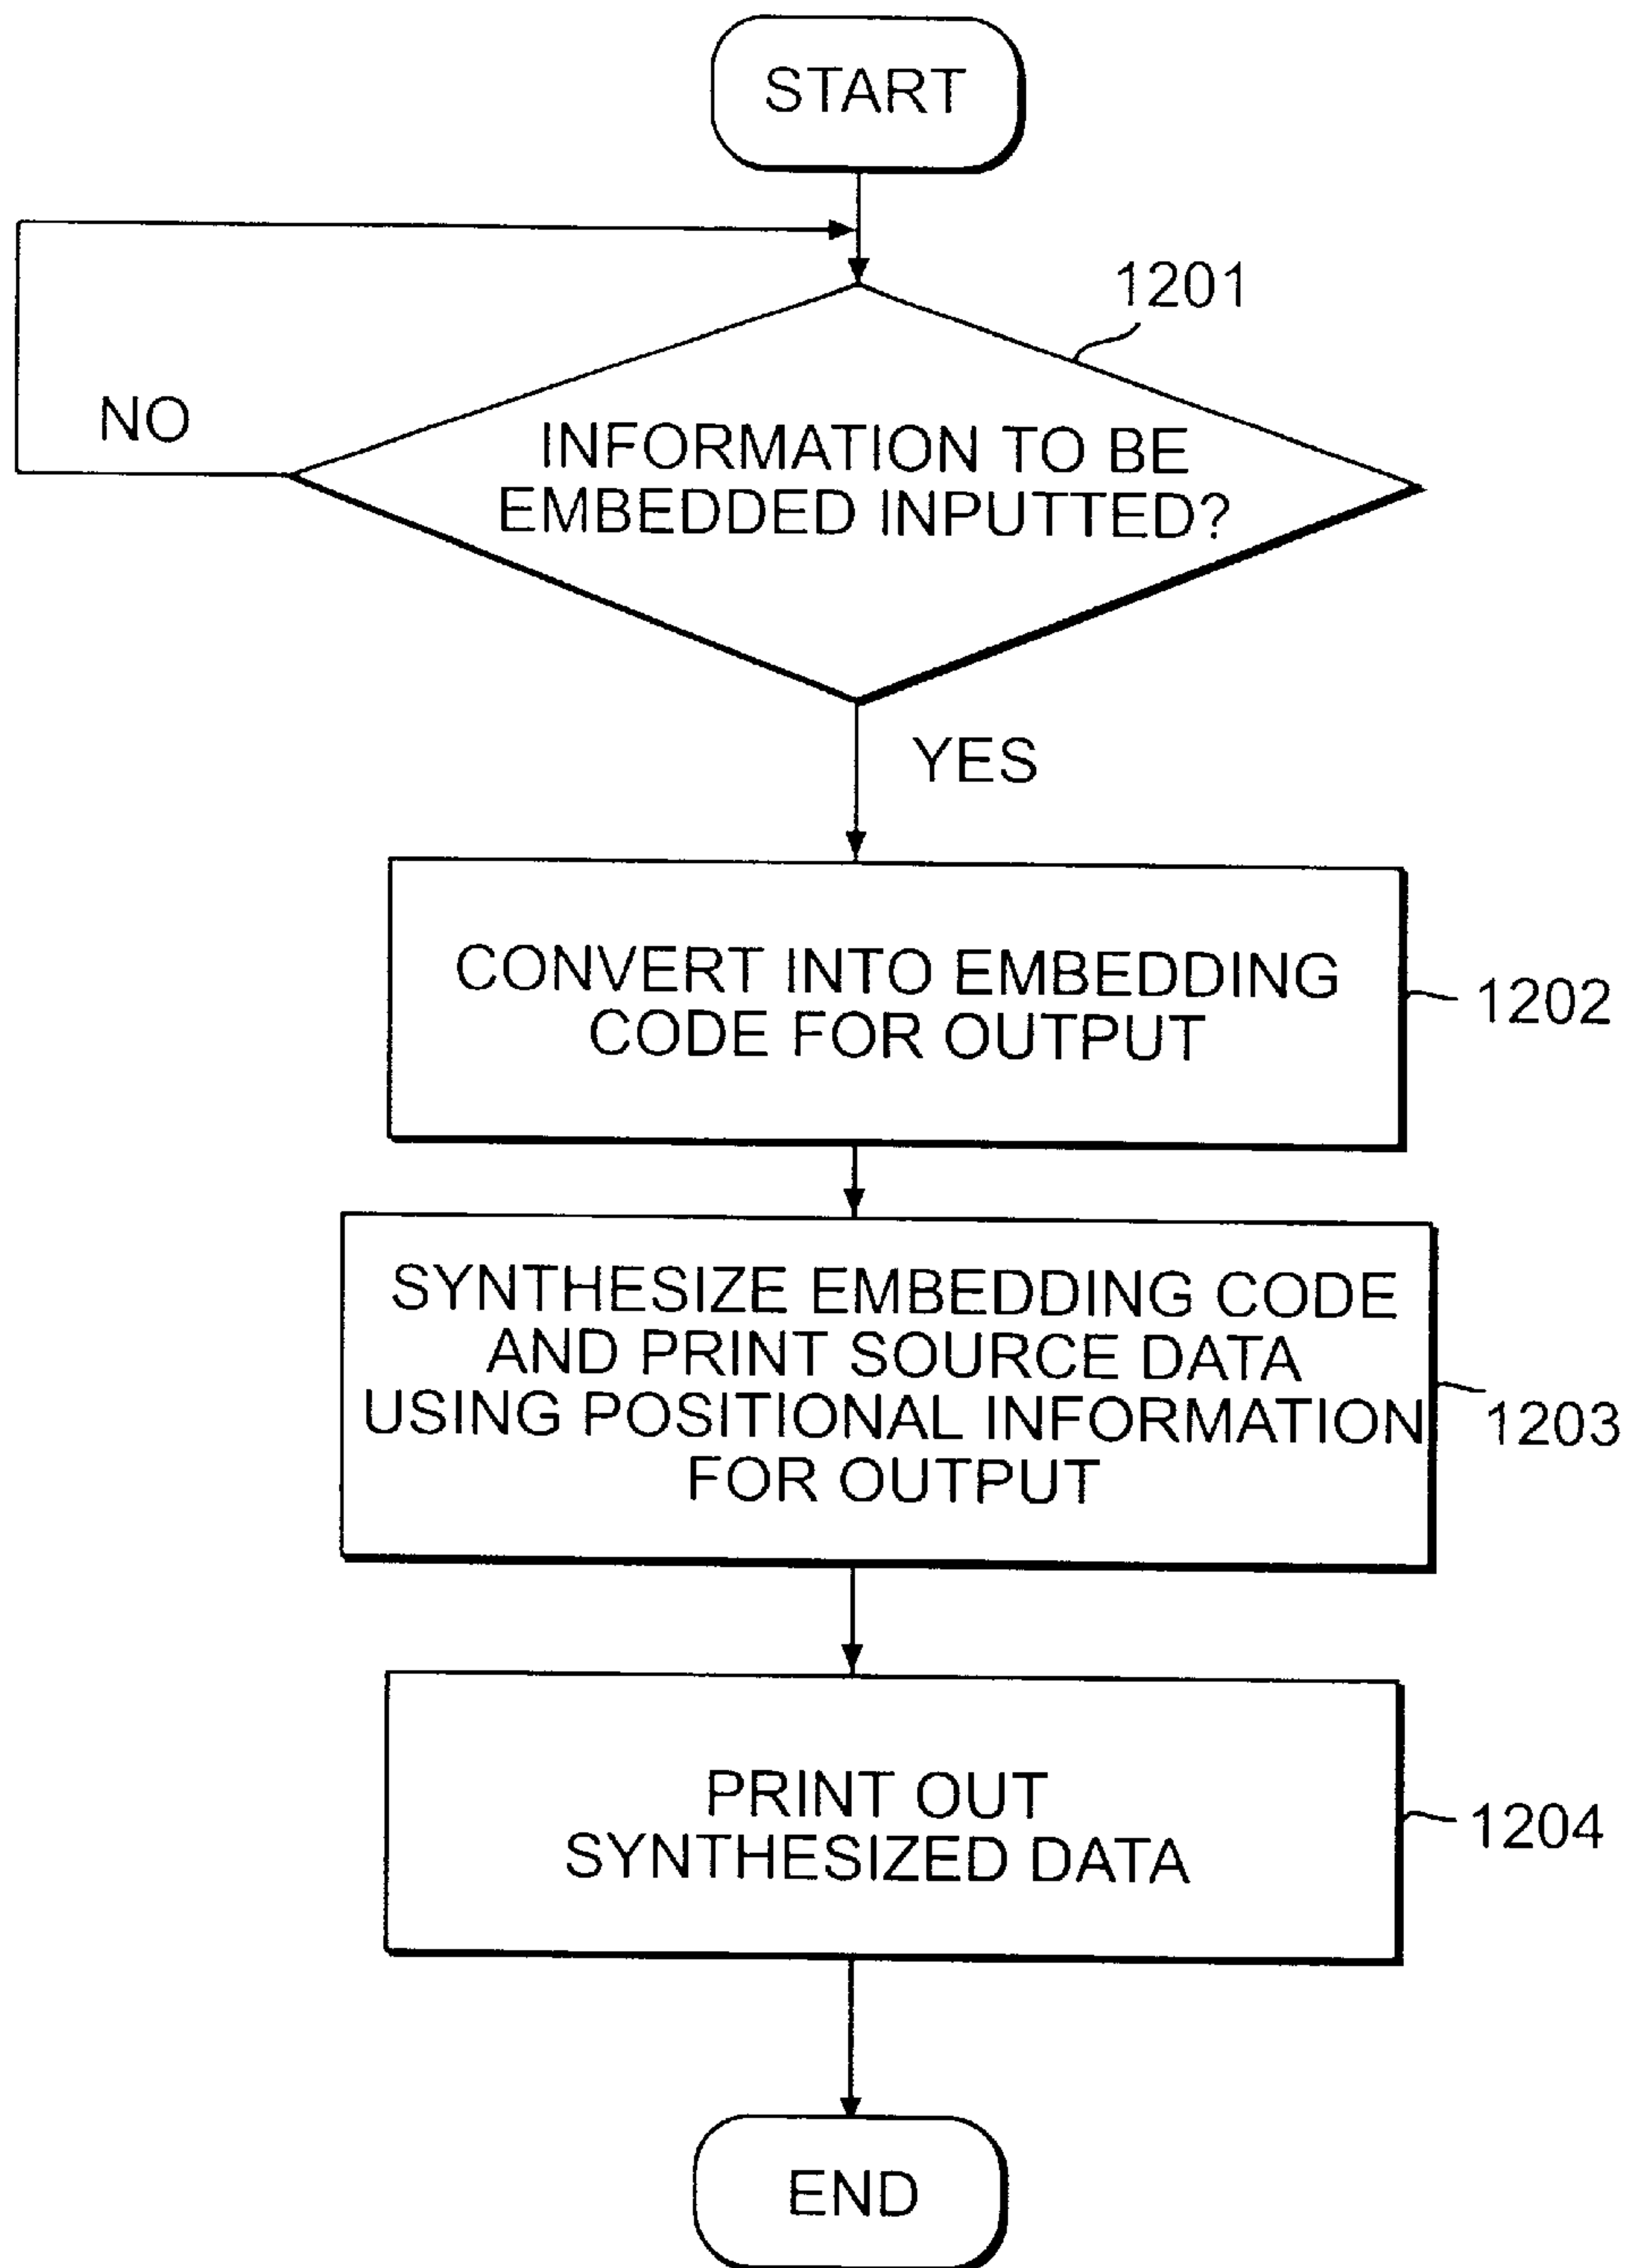 START
1201
NO
INFORMATION TO BE
EMBEDDED INPUTTED?
YES
CONVERT INTO EMBEDDING
CODE FOR OUTPUT
1202
SYNTHESIZE EMBEDDING CODE
AND PRINT SOURCE DATA
USING POSITIONAL INFORMATION
FOR OUTPUT
1203
PRINT OUT
SYNTHESIZED DATA
1204
END